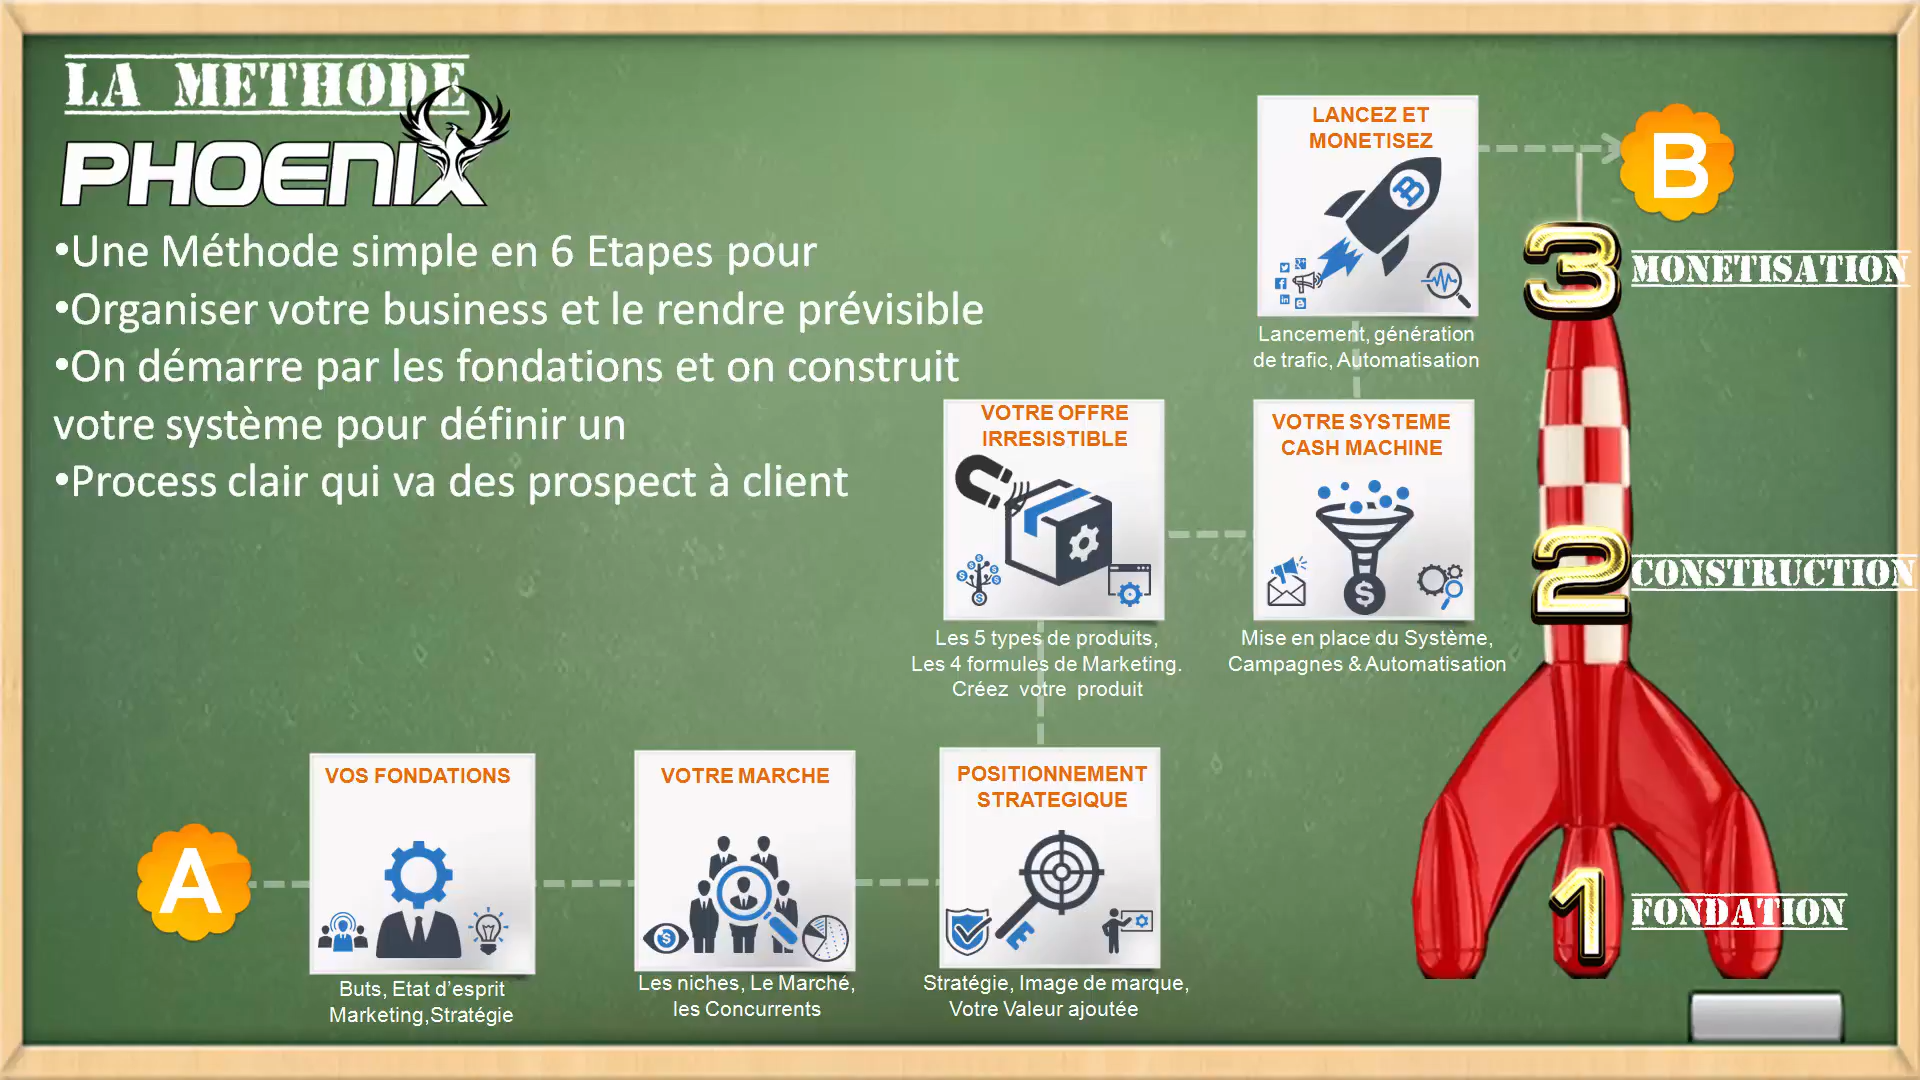 LA METHODE
PHOENIX
•Une Méthode simple en 6 Etapes pour
•Organiser votre business et le rendre prévisible
•On démarre par les fondations et on construit
votre système pour définir un
•Process clair qui va des prospect à client
LANCEZ ET
MONETISEZ
Lancement, génération
de trafic, Automatisation
B
3
MONETISATION
VOTRE OFFRE
IRRESISTIBLE
Les 5 types de produits,
Les 4 formules de Marketing.
Créez votre produit
VOTRE SYSTEME
CASH MACHINE
Mise en place du Système,
Campagnes & Automatisation
2
CONSTRUCTION
A
VOS FONDATIONS
Buts, Etat d’esprit
Marketing,Stratégie
VOTRE MARCHE
Les niches, Le Marché,
les Concurrents
POSITIONNEMENT
STRATEGIQUE
Stratégie, Image de marque,
Votre Valeur ajoutée
1
FONDATION